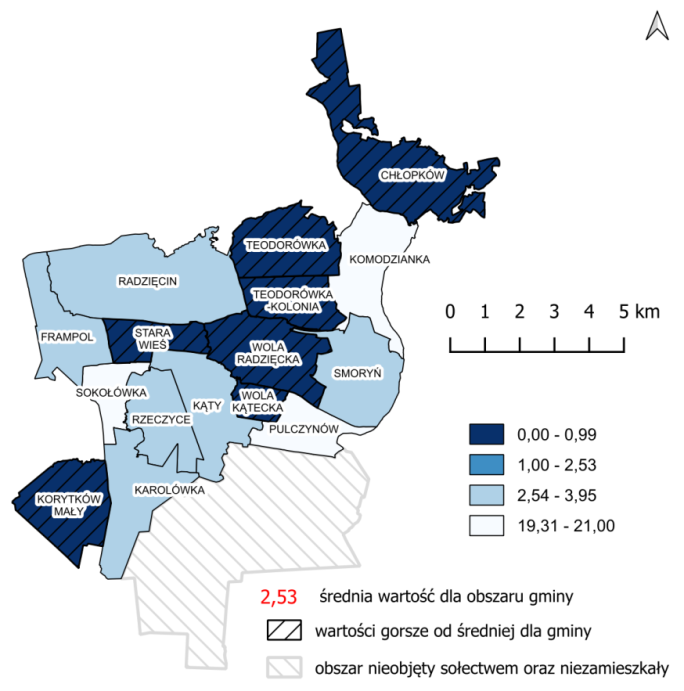 CHŁOPKÓW
TEODORÓWKA
KOMODZIANKA
RADZIĘCIN
TEODORÓWKA
-KOLONIA
0 1 2 3 4 5 km
FRAMPOL
STARA
WIEŚ
WOLA
RADZIĘCKA
SMORYŃ
SOKOŁÓWKA
RZECZYCE
KĄTY
WOLA
KĄTECKA
PULCZYNÓW
0,00 - 0,99
1,00 - 2,53
2,54 - 3,95
19,31 - 21,00
KORYTKÓW
MAŁY
KAROLÓWKA
2,53 średnia wartość dla obszaru gminy
wartości gorsze od średniej dla gminy
obszar nieobjęty sołectwem oraz niezamieszkały